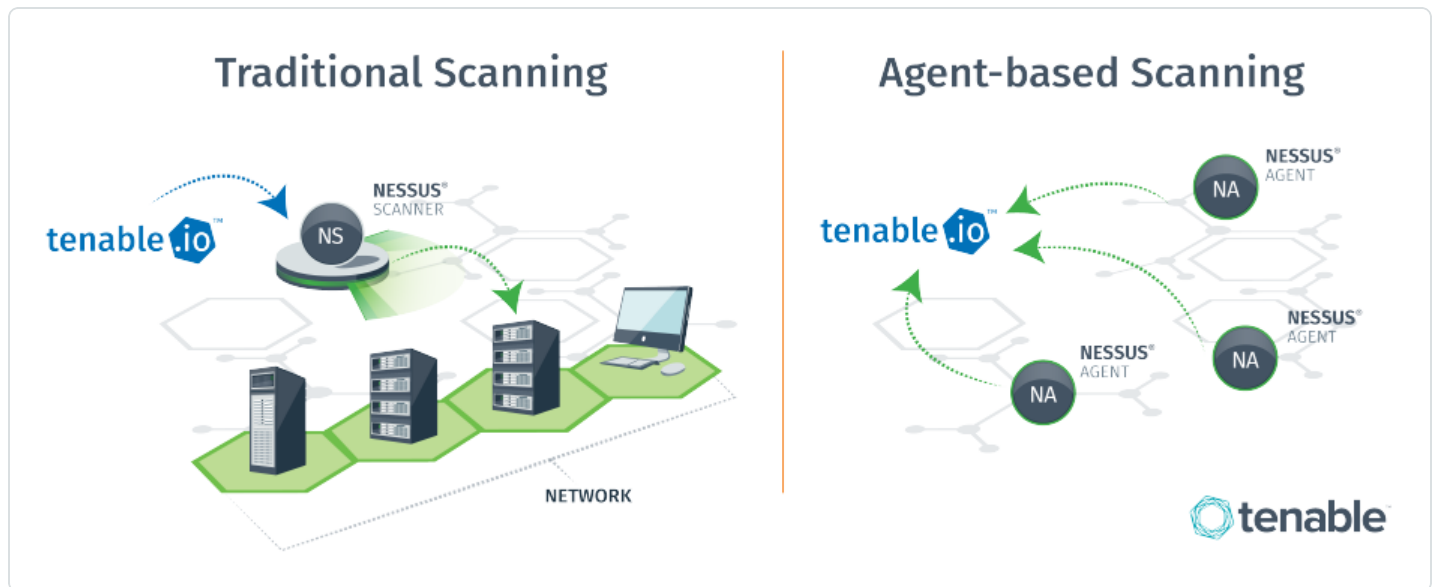 Traditional Scanning
tenable.io™
NESSUS®
SCANNER
NS
NETWORK
Agent-based Scanning
tenable.io™
NESSUS®
AGENT
NA
NESSUS®
AGENT
NA
NESSUS®
AGENT
NA
tenable™